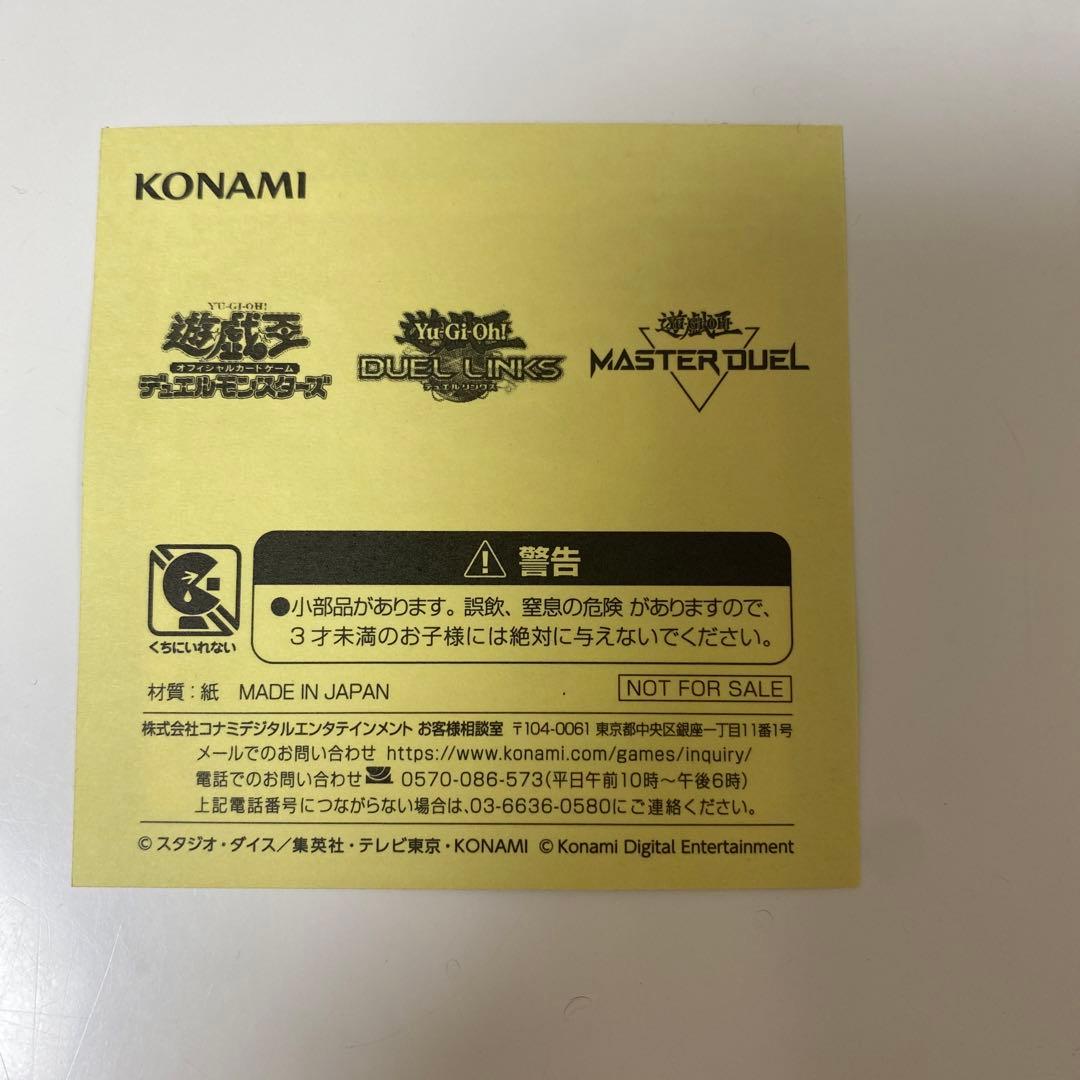 KONAMI
YU-GI-OH!
遊戯王
オフィシャルカードゲーム
デュエルモンスターズ
遊戯王
Yu-Gi-Oh!
DUEL LINKS
デュエルリンクス
遊戯王
MASTER DUEL
警告
●小部品があります。誤飲、窒息の危険 がありますので、
3才未満のお子様には絶対に与えないでください。
くちにいれない
材質:紙 MADE IN JAPAN
NOT FOR SALE
株式会社コナミデジタルエンタテインメント お客様相談室 〒104-0061 東京都中央区銀座一丁目11番1号
メールでのお問い合わせ https://www.konami.com/games/inquiry/
電話でのお問い合わせ 0570-086-573(平日午前10時~午後6時)
上記電話番号につながらない場合は、03-6636-0580にご連絡ください。
©スタジオ・ダイス/集英社・テレビ東京・KONAMI ©Konami Digital Entertainment